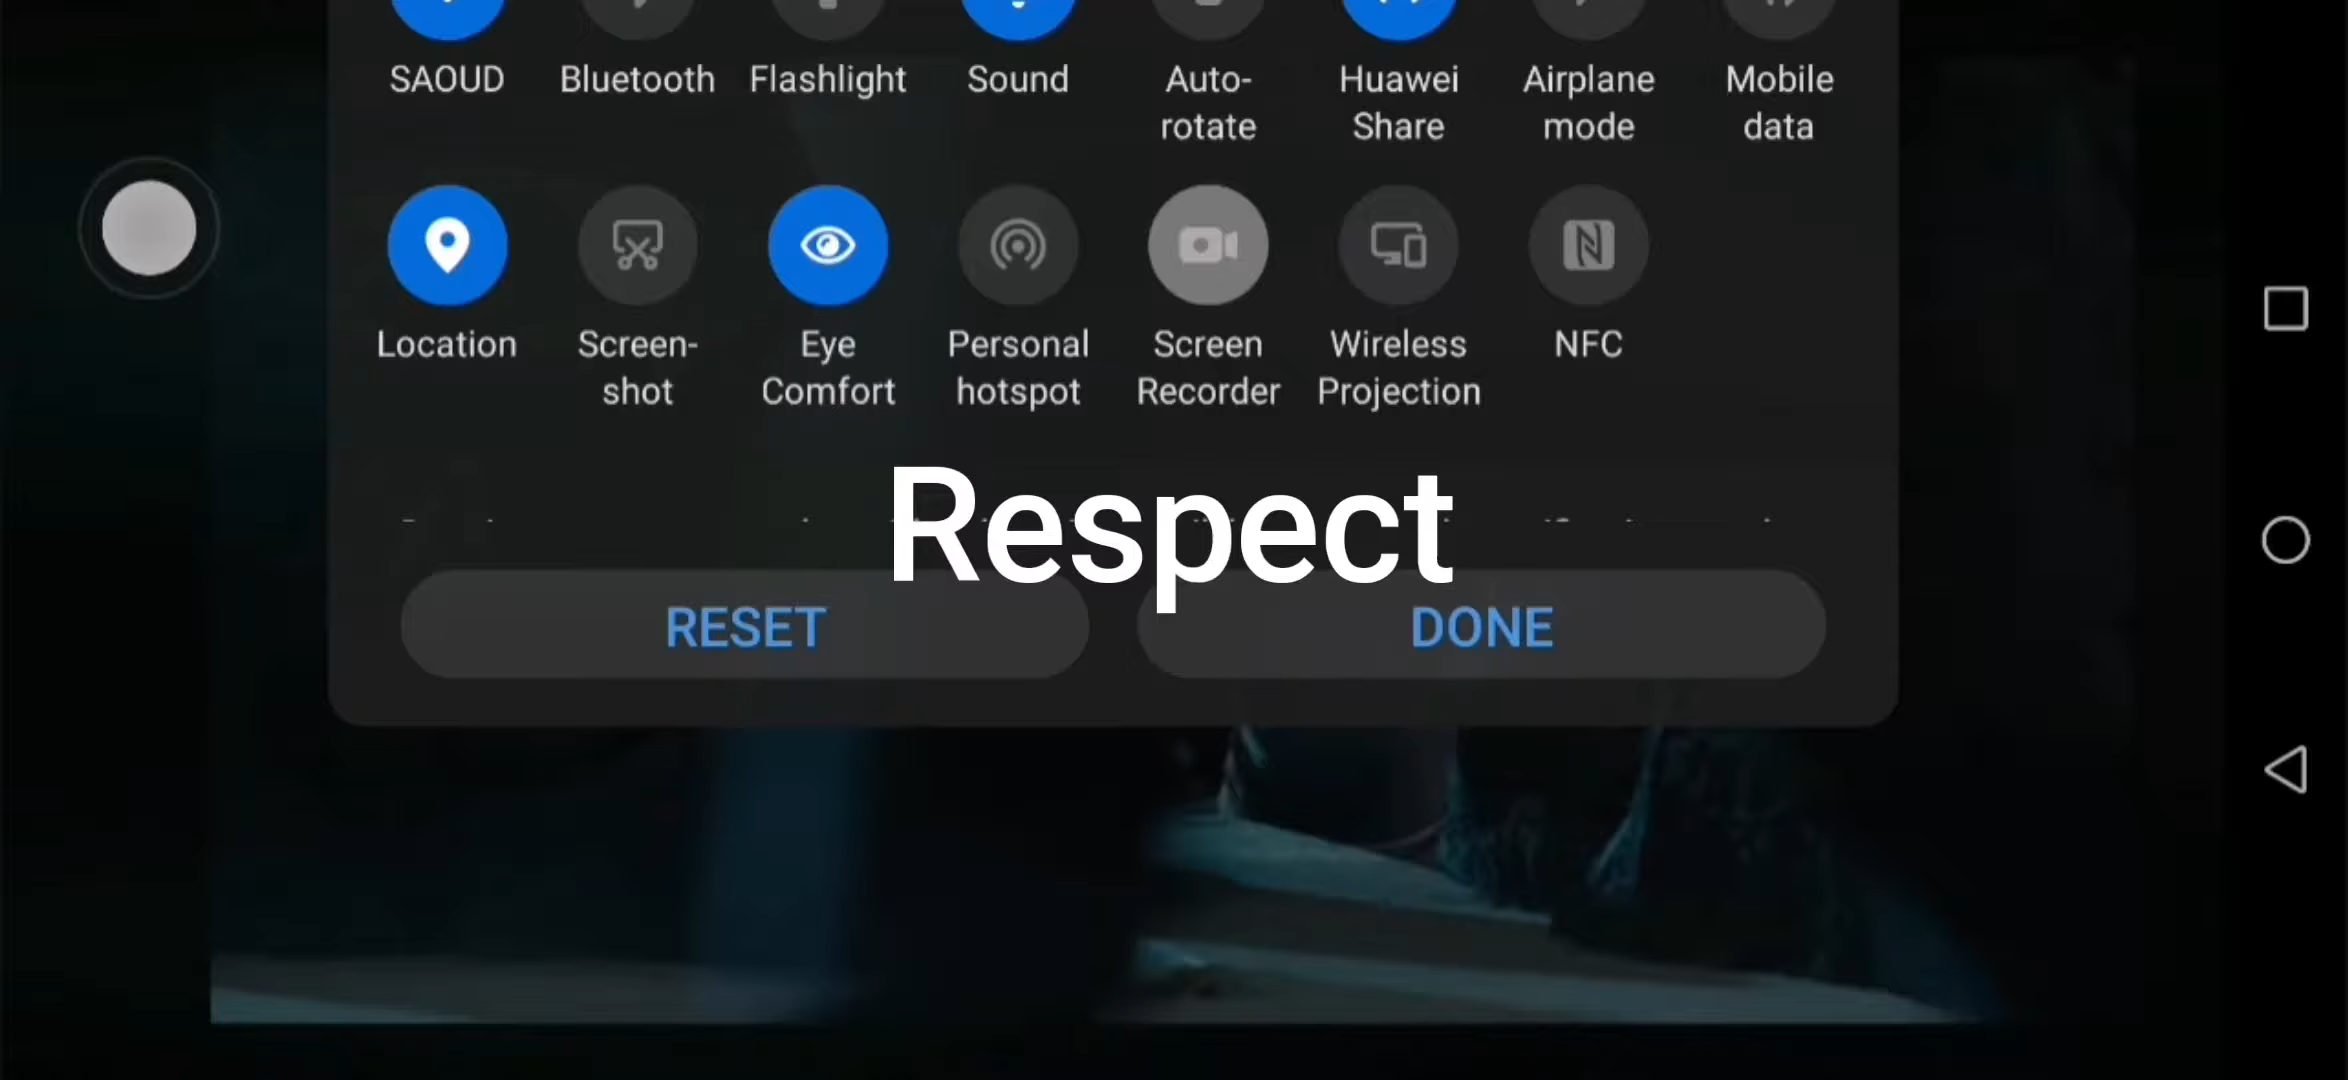 SAOUD
Bluetooth
Flashlight
Sound
Auto-
rotate
Huawei
Share
Airplane
mode
Mobile
data
Location
Screen-
shot
Eye
Comfort
Personal
hotspot
Screen
Recorder
Wireless
Projection
NFC
Respect
RESET
DONE